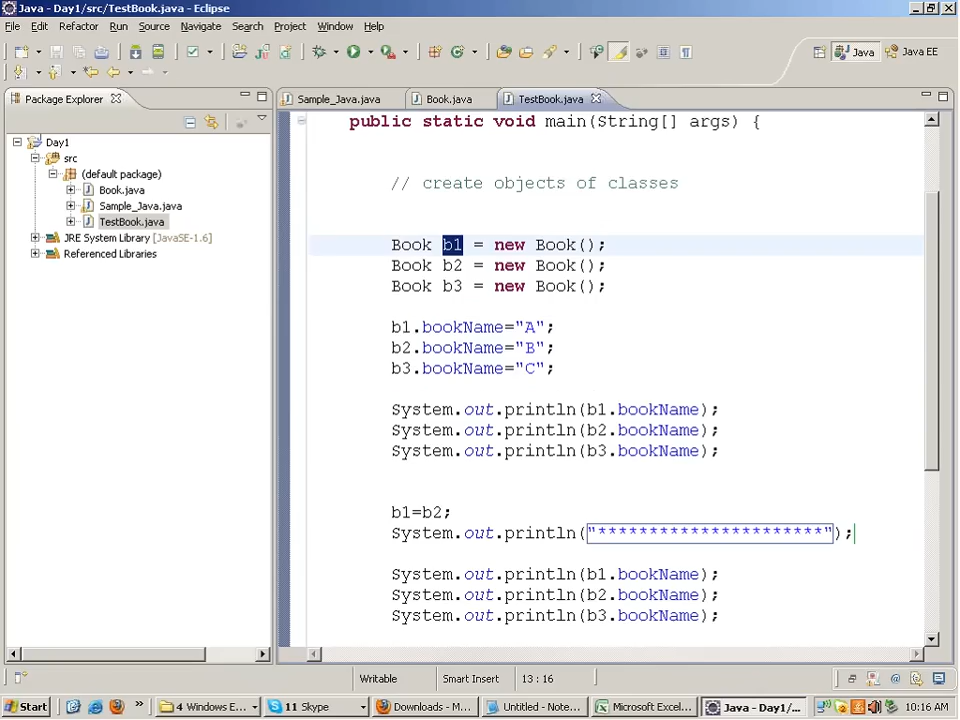 Java - Day1/src/TestBook.java - Eclipse
File Edit Refactor Run Source Navigate Search Project Window Help
Java Java EE
Package Explorer
Sample_Java.java Book.java TestBook.java
Day1
src
(default package)
Book.java
Sample_Java.java
TestBook.java
JRE System Library [JavaSE-1.6]
Referenced Libraries
public static void main(String[] args) {
// create objects of classes
Book b1 = new Book();
Book b2 = new Book();
Book b3 = new Book();
b1.bookName="A";
b2.bookName="B";
b3.bookName="C";
System.out.println(b1.bookName);
System.out.println(b2.bookName);
System.out.println(b3.bookName);
b1=b2;
System.out.println("**********************");
System.out.println(b1.bookName);
System.out.println(b2.bookName);
System.out.println(b3.bookName);
Writable Smart Insert 13 : 16
Start » 4 Windows E... 11 Skype Downloads - M... Untitled - Note... Microsoft Excel... Java - Day1/... 10:16 AM